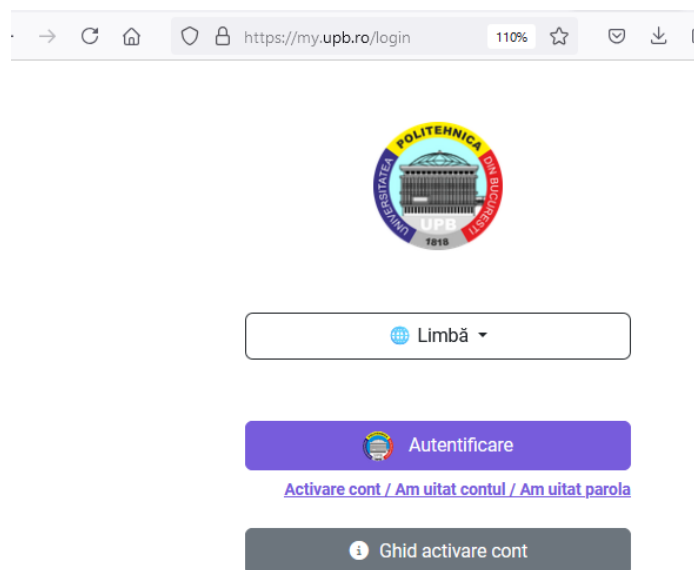 https://my.upb.ro/login 110%
UNIVERSITATEA POLITEHNICA DIN BUCURESTI
UPB
1818
Limbă
Autentificare
Activare cont / Am uitat contul / Am uitat parola
Ghid activare cont